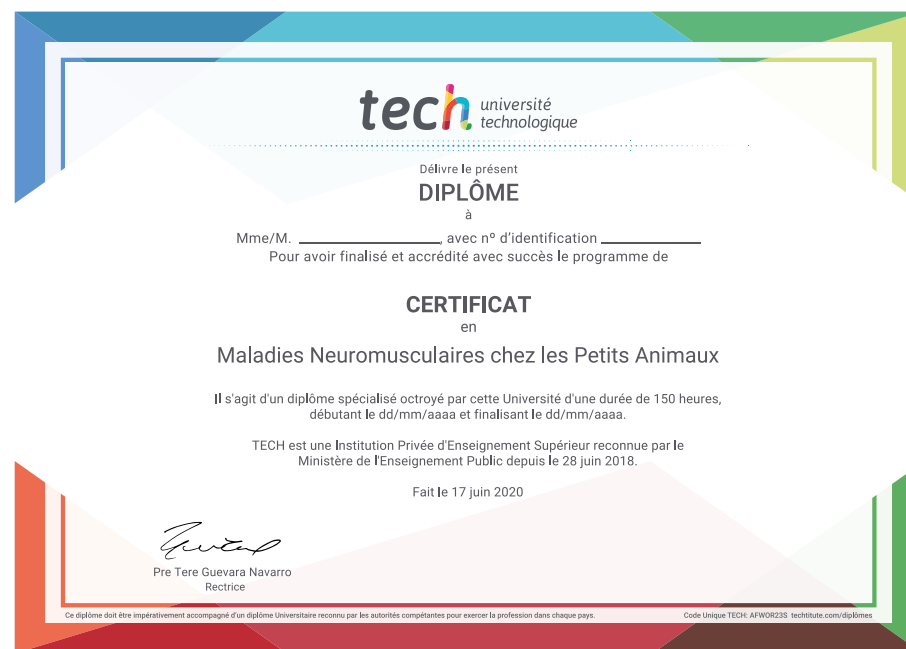 tech université
technologique
Délivre le présent
DIPLÔME
à
Mme/M. ____________________, avec nº d'identification ______________
Pour avoir finalisé et accrédité avec succès le programme de
CERTIFICAT
en
Maladies Neuromusculaires chez les Petits Animaux
Il s'agit d'un diplôme spécialisé octroyé par cette Université d'une durée de 150 heures,
débutant le dd/mm/aaaa et finalisant le dd/mm/aaaa.
TECH est une Institution Privée d'Enseignement Supérieur reconnue par le
Ministère de l'Enseignement Public depuis le 28 juin 2018.
Fait le 17 juin 2020
Pre Tere Guevara Navarro
Rectrice
Ce diplôme doit être impérativement accompagné d'un diplôme Universitaire reconnu par les autorités compétantes pour exercer la profession dans chaque pays. Code Unique TECH: AFWOR23S techtitute.com/diplômes